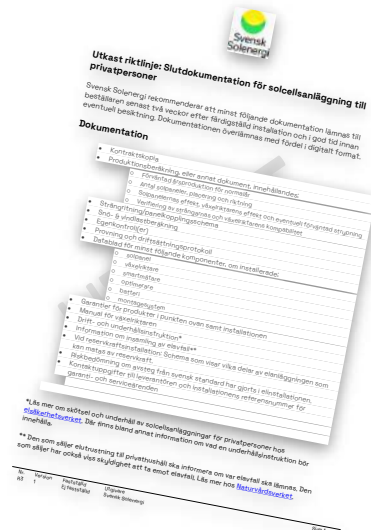 Svensk
Solenergi
Utkast riktlinje: Slutdokumentation för solcellsanläggning till
privatpersoner
Svensk Solenergi rekommenderar att minst följande dokumentation lämnas till
beställaren senast två veckor efter färdigställd installation och i god tid innan
eventuell besiktning. Dokumentationen överlämnas med fördel i digitalt format.
Dokumentation
• Kontraktskopia
• Produktionsberäkning, eller annat dokument, innehållandes:
o Förväntad årsproduktion för normalår
o Antal solpaneler, placering och riktning
o Solpanelernas effekt, växelriktarens effekt och eventuell förväntad strypning
o Verifiering av strängarnas och växelriktarens kompabilitet
• Strängritning/panelkopplingsschema
• Snö- & vindlastberäkning
• Egenkontroll(er)
• Provning och driftsättningsprotokoll
• Datablad för minst följande komponenter, om installerade:
o solpanel
o växelriktare
o smartmätare
o optimerare
o batteri
o montagesystem
• Garantier för produkter i punkten ovan samt installationen
• Manual för växelriktaren
• Drift- och underhållsinstruktion*
• Information om inlämning av elavfall**
• Vid reservkraftsinstallation: Schema som visar vilka delar av elanläggningen som
kan matas av reservkraft.
• Riskbedömning om avsteg från svensk standard har gjorts i elinstallationen.
• Kontaktuppgifter till leverantören och installationens referensnummer för
garanti- och serviceärenden
*Läs mer om skötsel och underhåll av solcellsanläggningar för privatpersoner hos
elsäkerhetsverket. Där finns bland annat information om vad en underhållsinstruktion bör
innehålla.
** Den som säljer elutrustning till privathushåll ska informera om var elavfall ska lämnas. Den
som säljer har också viss skyldighet att ta emot elavfall. Läs mer hos Naturvårdsverket.
Nr. Version Fastställd Utgivare
R3 1 Ej fastställd Svensk Solenergi